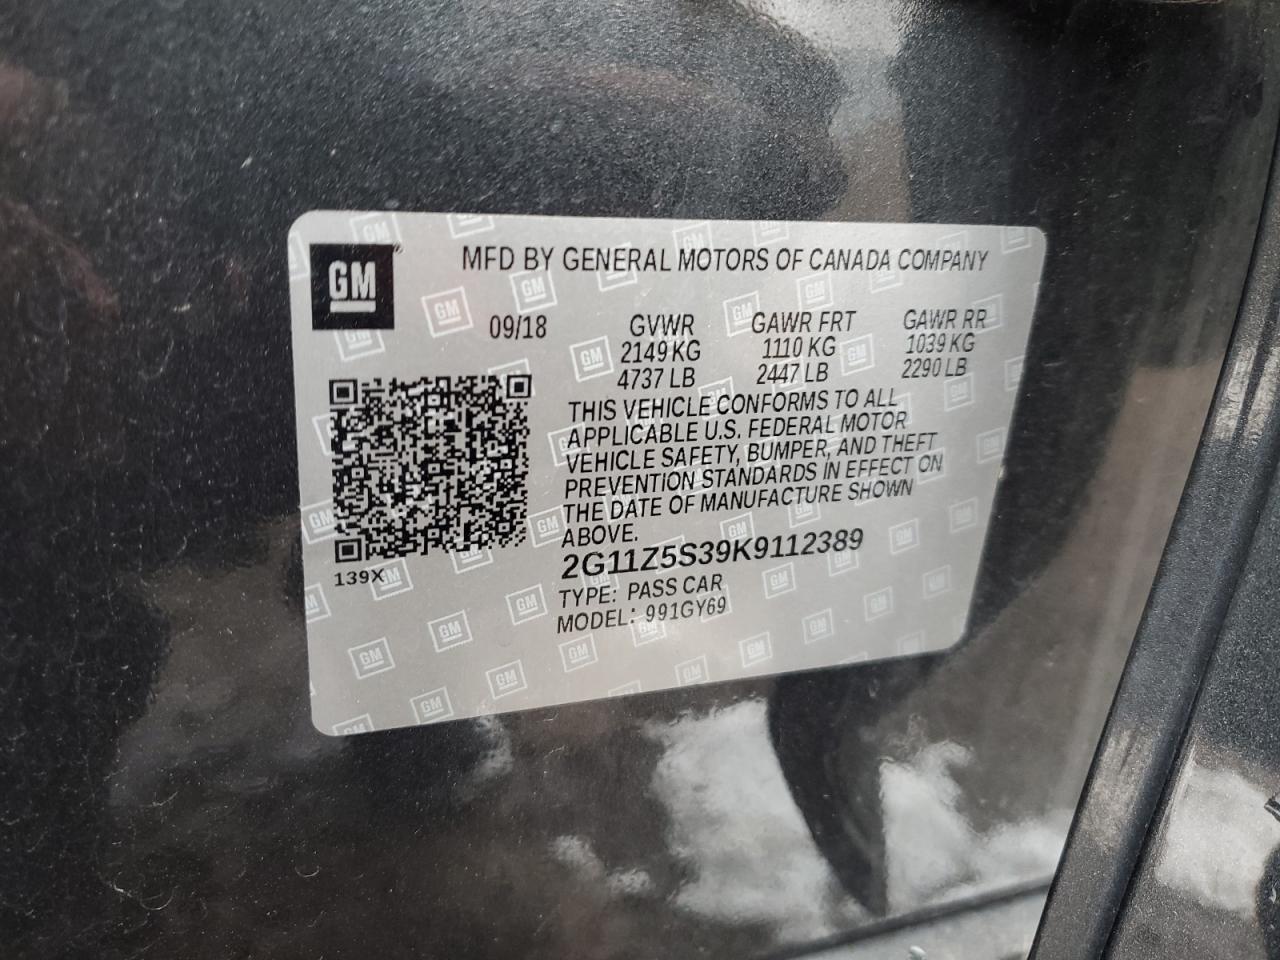 GM
MFD BY GENERAL MOTORS OF CANADA COMPANY
09/18
GVWR
2149 KG
4737 LB
GAWR FRT
1110 KG
2447 LB
GAWR RR
1039 KG
2290 LB
THIS VEHICLE CONFORMS TO ALL
APPLICABLE U.S. FEDERAL MOTOR
VEHICLE SAFETY, BUMPER, AND THEFT
PREVENTION STANDARDS IN EFFECT ON
THE DATE OF MANUFACTURE SHOWN
ABOVE.
2G11Z5S39K9112389
TYPE: PASS CAR
MODEL: 991GY69
139X